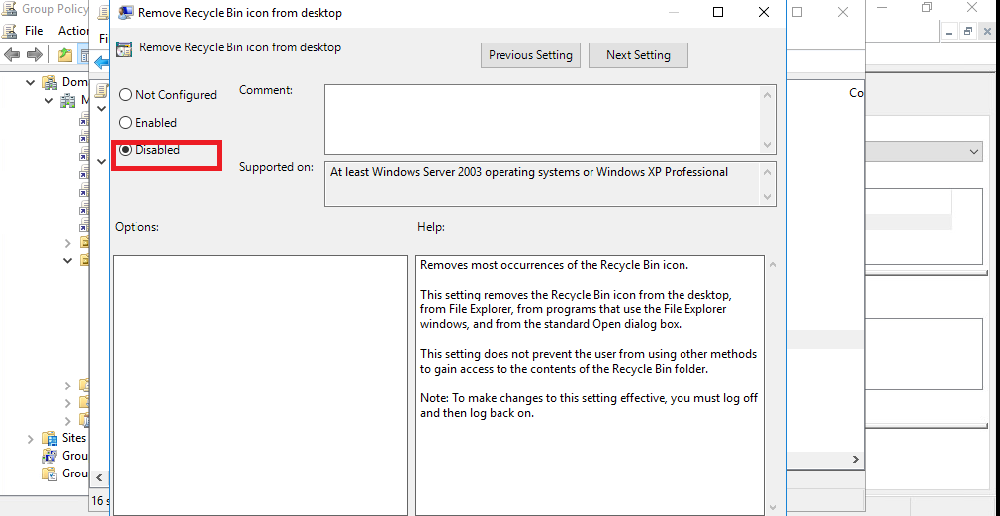 Group Policy
Remove Recycle Bin icon from desktop
File
Action
Fi
Remove Recycle Bin icon from desktop
Previous Setting
Next Setting
Dom
M
Not Configured
Comment:
Co
Enabled
Disabled
Supported on:
At least Windows Server 2003 operating systems or Windows XP Professional
Options:
Help:
Removes most occurrences of the Recycle Bin icon.
This setting removes the Recycle Bin icon from the desktop,
from File Explorer, from programs that use the File Explorer
windows, and from the standard Open dialog box.
This setting does not prevent the user from using other methods
to gain access to the contents of the Recycle Bin folder.
Note: To make changes to this setting effective, you must log off
and then log back on.
Sites
Grou
Grou
16 s